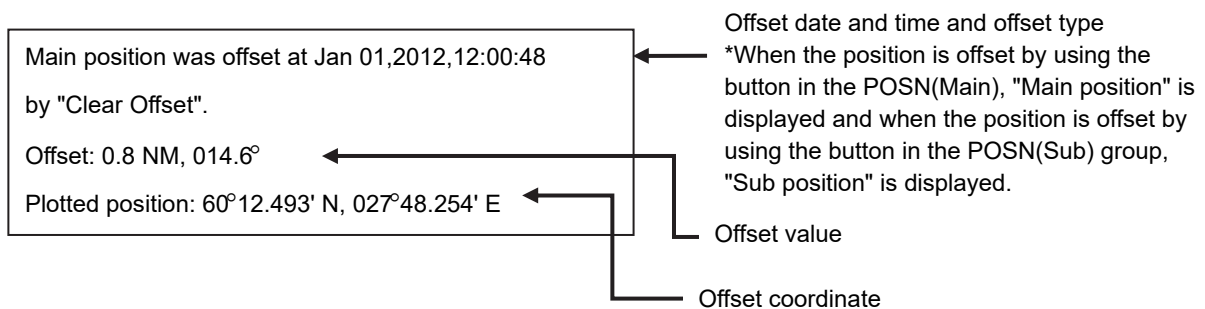 Main position was offset at Jan 01,2012,12:00:48
by "Clear Offset".
Offset: 0.8 NM, 014.6°
Plotted position: 60°12.493' N, 027°48.254' E
Offset date and time and offset type
*When the position is offset by using the
button in the POSN(Main), "Main position" is
displayed and when the position is offset by
using the button in the POSN(Sub) group,
"Sub position" is displayed.
Offset value
Offset coordinate